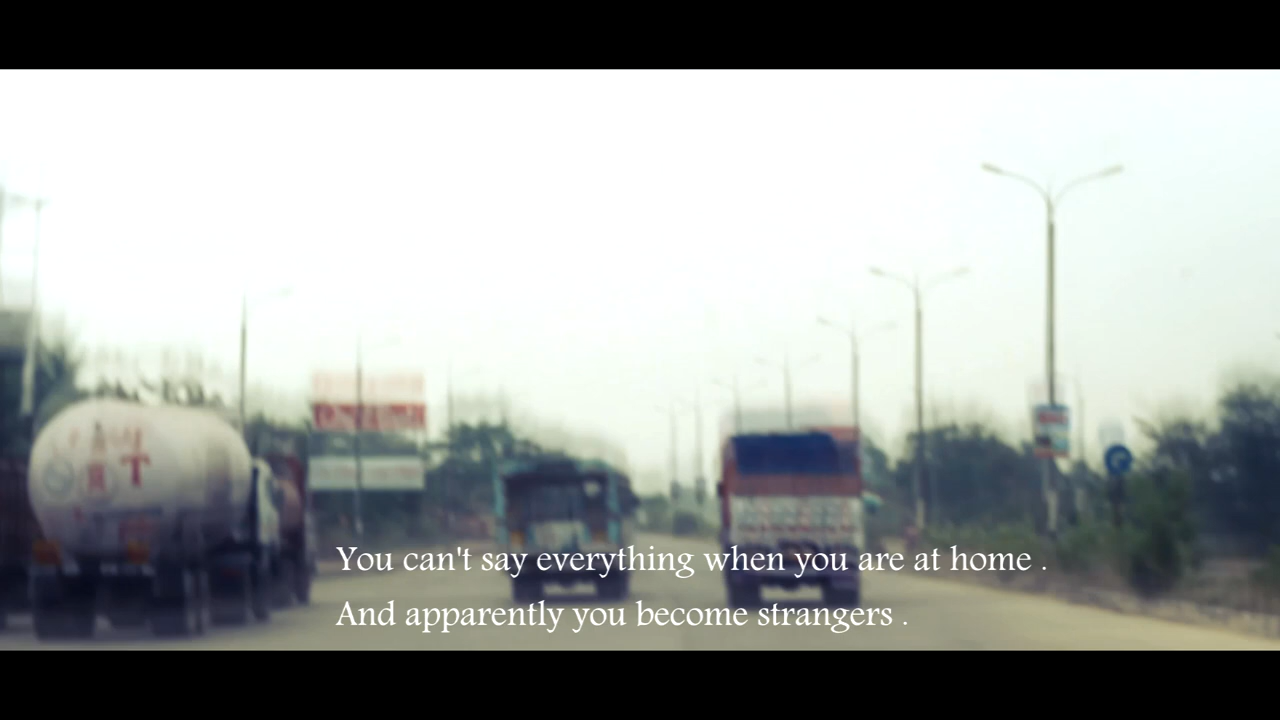 You can't say everything when you are at home .
And apparently you become strangers .